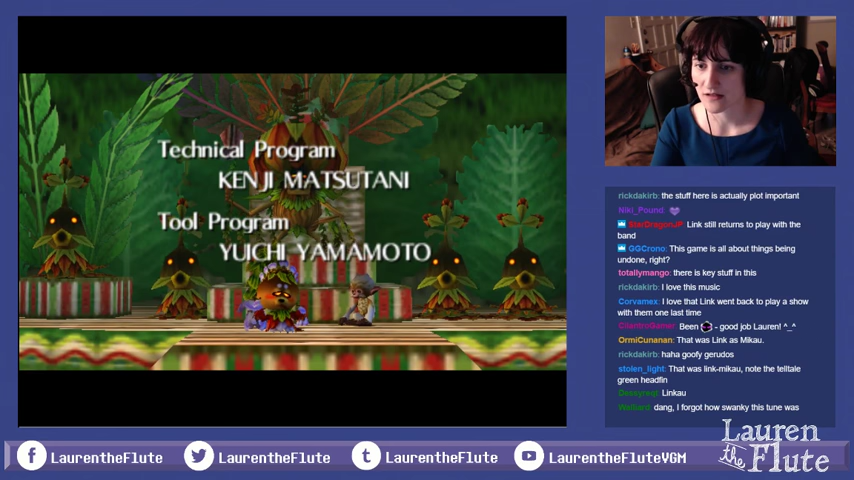 Technical Program
KENJI MATSUTANI
Tool Program
YUICHI YAMAMOTO
rickdakirb: the stuff here is actually plot important
Niki_Pound:
StarDragonJP: Link still returns to play with the
band
GGCrono: This game is all about things being
undone, right?
totallymango: there is key stuff in this
rickdakirb: I love this music
Corvamex: I love that Link went back to play a show
with them one last time
CilantroGamer: Been - good job Lauren! ^_^
OrmiCunanan: That was Link as Mikau.
rickdakirb: haha goofy gerudos
stolen_light: That was link-mikau, note the telltale
green headfin
Linkau
dang, I forgot how swanky this tune was
Lauren
the Flute
LaurentheFlute
LaurentheFlute
LaurentheFlute
LaurentheFluteVGM